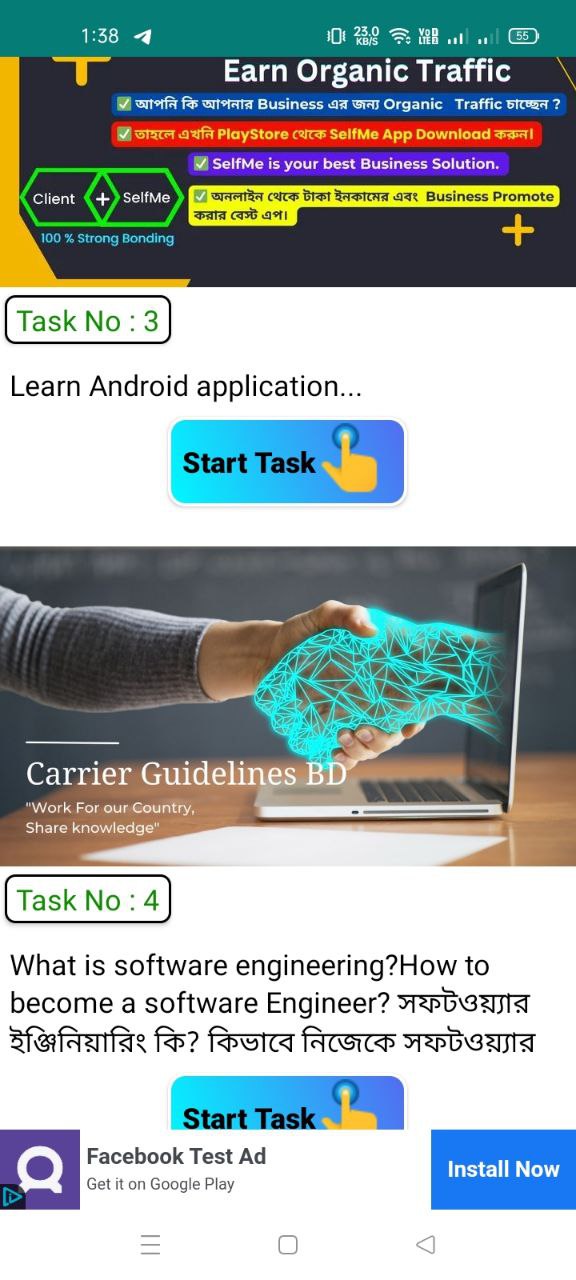 1:38
23.0
KB/S
55
Earn Organic Traffic
✅ আপনি কি আপনার Business এর জন্য Organic Traffic চাচ্ছেন ?
✅ তাহলে এখনি PlayStore থেকে SelfMe App Download করুন।
✅ SelfMe is your best Business Solution.
Client + SelfMe
✅ অনলাইন থেকে টাকা ইনকামের এবং Business Promote
করার বেস্ট এপ।
100 % Strong Bonding
Task No : 3
Learn Android application...
Start Task
Carrier Guidelines BD
"Work For our Country,
Share knowledge"
Task No : 4
What is software engineering?How to
become a software Engineer? সফটওয়্যার
ইঞ্জিনিয়ারিং কি? কিভাবে নিজেকে সফটওয়্যার
Start Task
Facebook Test Ad
Get it on Google Play
Install Now